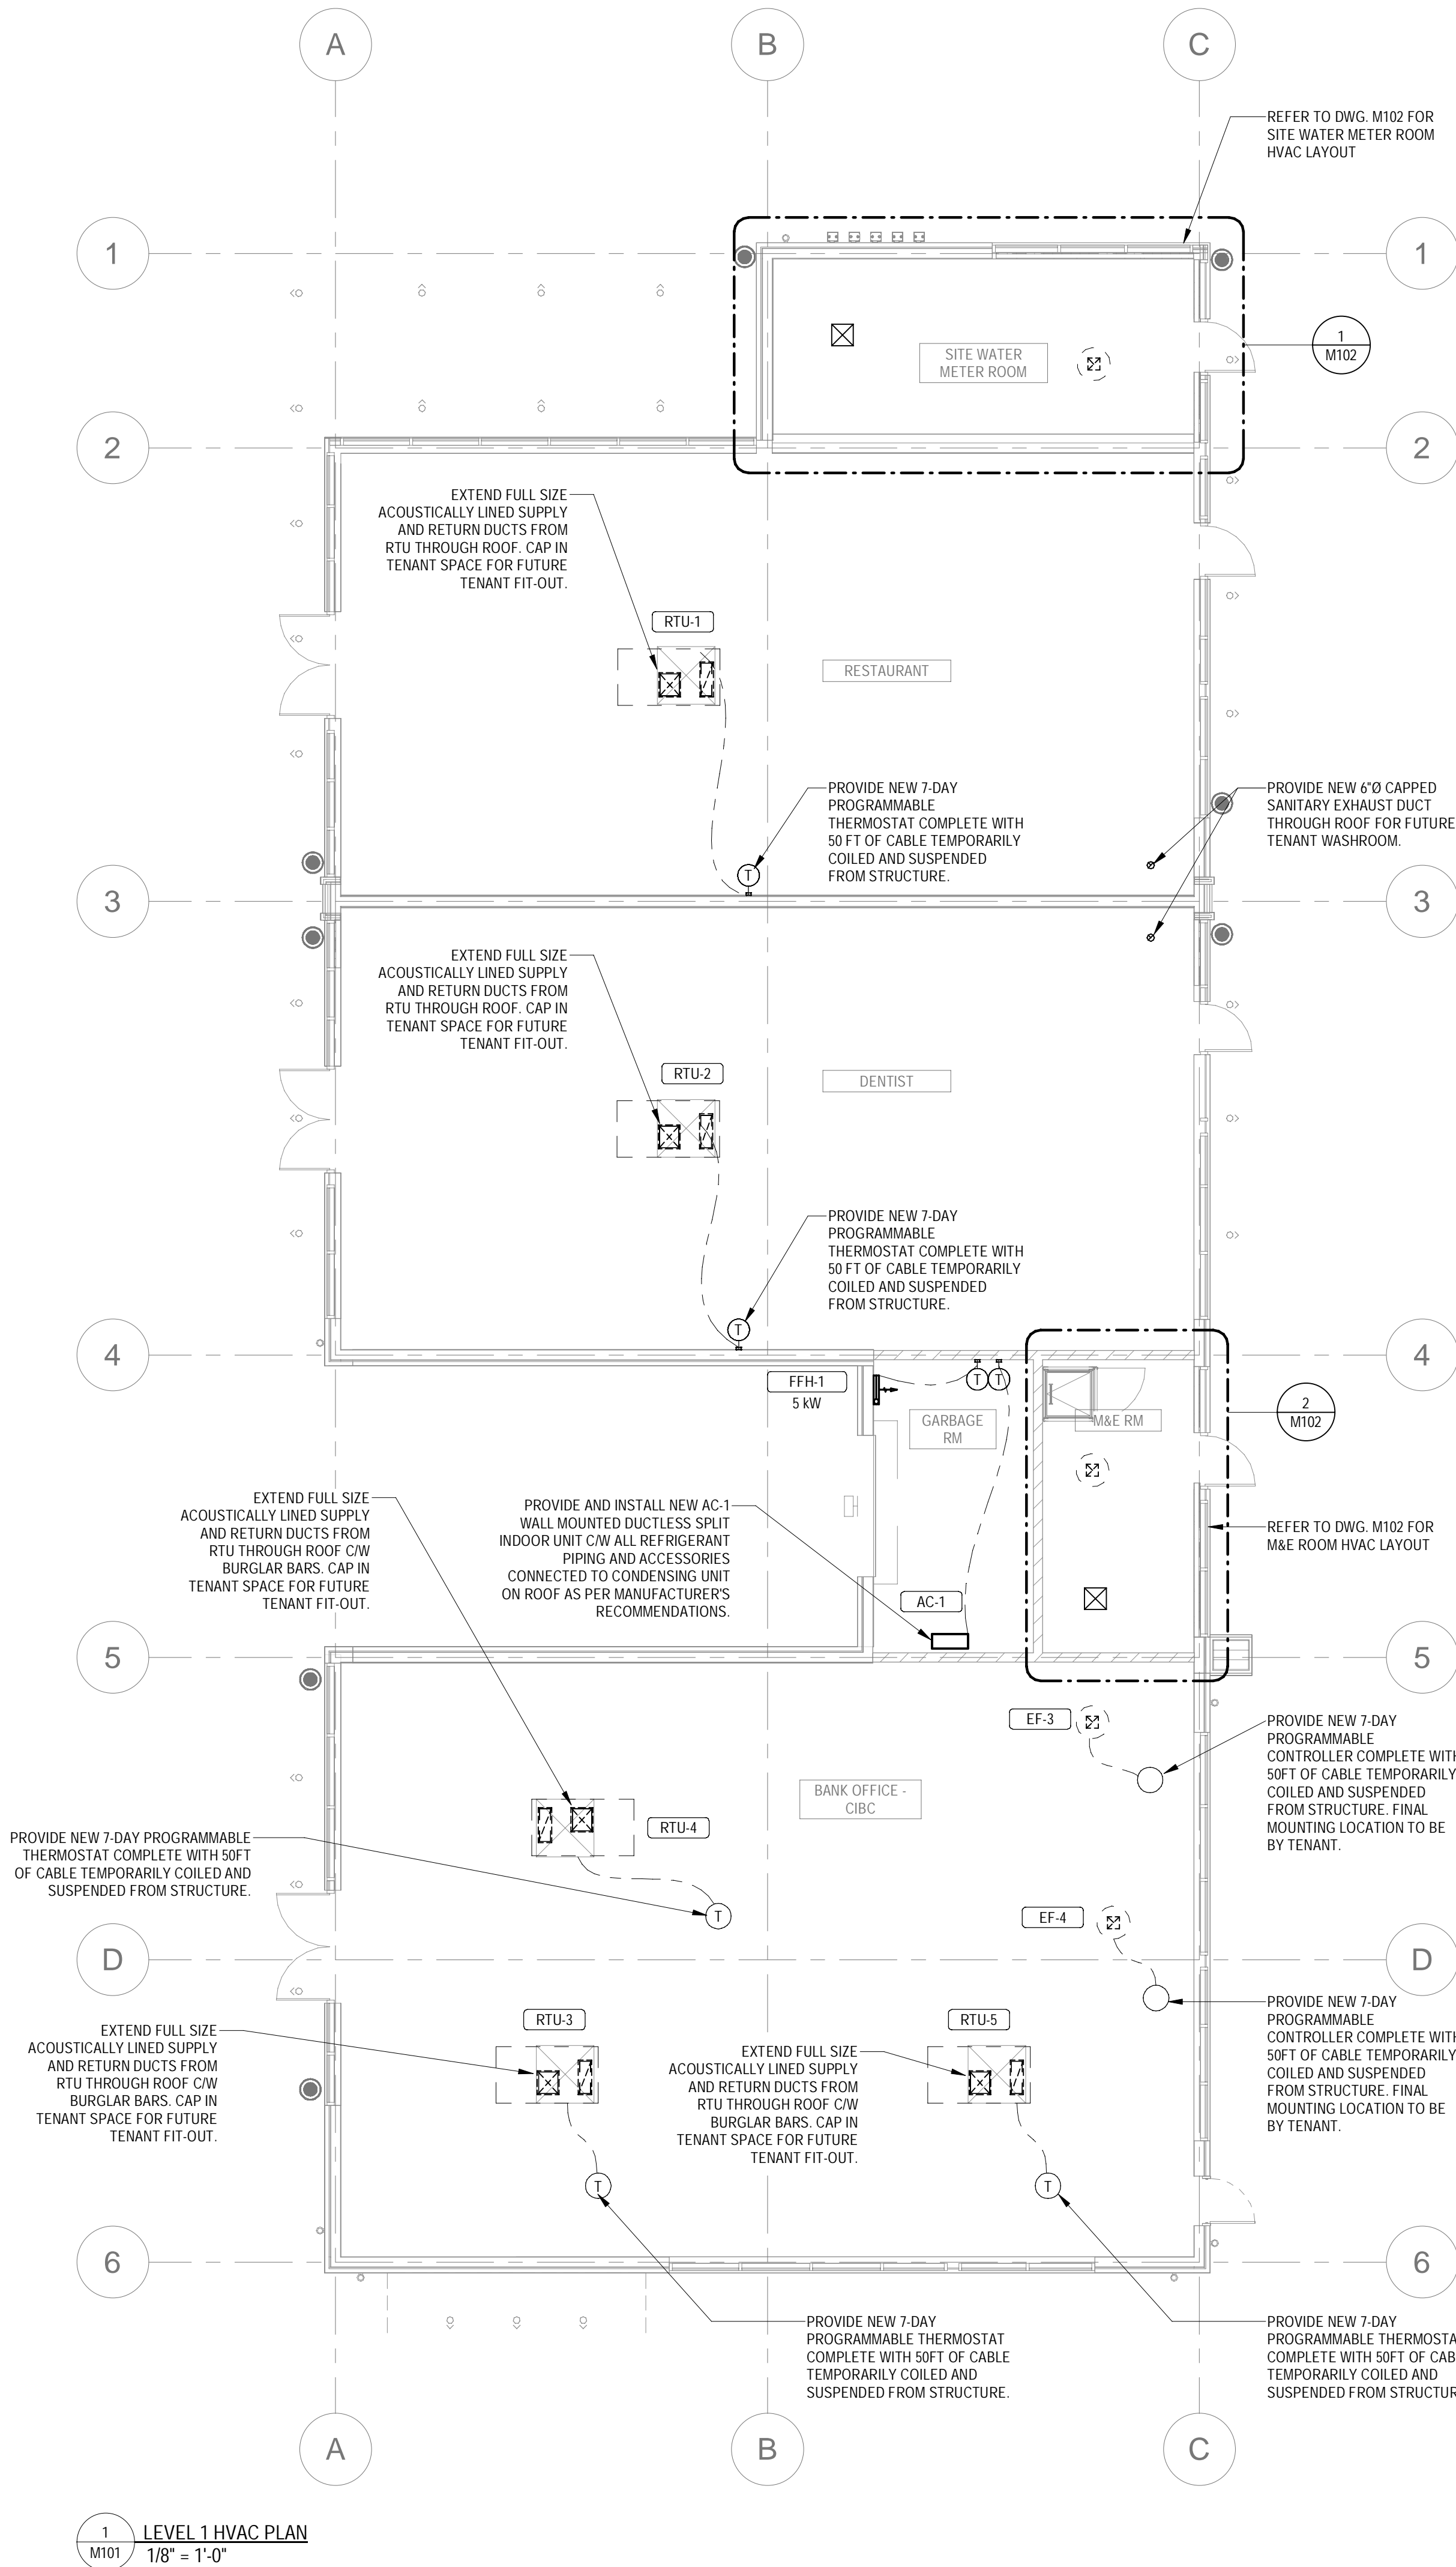 A
B
C
REFER TO DWG. M102 FOR
SITE WATER METER ROOM
HVAC LAYOUT
1
1
1
M102
SITE WATER
METER ROOM
2
2
EXTEND FULL SIZE
ACOUSTICALLY LINED SUPPLY
AND RETURN DUCTS FROM
RTU THROUGH ROOF. CAP IN
TENANT SPACE FOR FUTURE
TENANT FIT-OUT.
RTU-1
RESTAURANT
PROVIDE NEW 7-DAY
PROGRAMMABLE
THERMOSTAT COMPLETE WITH
50 FT OF CABLE TEMPORARILY
COILED AND SUSPENDED
FROM STRUCTURE.
PROVIDE NEW 6"Ø CAPPED
SANITARY EXHAUST DUCT
THROUGH ROOF FOR FUTURE
TENANT WASHROOM.
T
3
3
EXTEND FULL SIZE
ACOUSTICALLY LINED SUPPLY
AND RETURN DUCTS FROM
RTU THROUGH ROOF. CAP IN
TENANT SPACE FOR FUTURE
TENANT FIT-OUT.
RTU-2
DENTIST
PROVIDE NEW 7-DAY
PROGRAMMABLE
THERMOSTAT COMPLETE WITH
50 FT OF CABLE TEMPORARILY
COILED AND SUSPENDED
FROM STRUCTURE.
T
4
4
FFH-1
5 kW
T
T
GARBAGE
RM
M&E RM
2
M102
EXTEND FULL SIZE
ACOUSTICALLY LINED SUPPLY
AND RETURN DUCTS FROM
RTU THROUGH ROOF C/W
BURGLAR BARS. CAP IN
TENANT SPACE FOR FUTURE
TENANT FIT-OUT.
PROVIDE AND INSTALL NEW AC-1
WALL MOUNTED DUCTLESS SPLIT
INDOOR UNIT C/W ALL REFRIGERANT
PIPING AND ACCESSORIES
CONNECTED TO CONDENSING UNIT
ON ROOF AS PER MANUFACTURER'S
RECOMMENDATIONS.
REFER TO DWG. M102 FOR
M&E ROOM HVAC LAYOUT
AC-1
5
5
EF-3
PROVIDE NEW 7-DAY
PROGRAMMABLE
CONTROLLER COMPLETE WITH
50FT OF CABLE TEMPORARILY
COILED AND SUSPENDED
FROM STRUCTURE. FINAL
MOUNTING LOCATION TO BE
BY TENANT.
BANK OFFICE -
CIBC
RTU-4
PROVIDE NEW 7-DAY PROGRAMMABLE
THERMOSTAT COMPLETE WITH 50FT
OF CABLE TEMPORARILY COILED AND
SUSPENDED FROM STRUCTURE.
T
EF-4
D
D
PROVIDE NEW 7-DAY
PROGRAMMABLE
CONTROLLER COMPLETE WITH
50FT OF CABLE TEMPORARILY
COILED AND SUSPENDED
FROM STRUCTURE. FINAL
MOUNTING LOCATION TO BE
BY TENANT.
RTU-3
RTU-5
EXTEND FULL SIZE
ACOUSTICALLY LINED SUPPLY
AND RETURN DUCTS FROM
RTU THROUGH ROOF C/W
BURGLAR BARS. CAP IN
TENANT SPACE FOR FUTURE
TENANT FIT-OUT.
EXTEND FULL SIZE
ACOUSTICALLY LINED SUPPLY
AND RETURN DUCTS FROM
RTU THROUGH ROOF C/W
BURGLAR BARS. CAP IN
TENANT SPACE FOR FUTURE
TENANT FIT-OUT.
T
T
6
6
PROVIDE NEW 7-DAY
PROGRAMMABLE THERMOSTAT
COMPLETE WITH 50FT OF CABLE
TEMPORARILY COILED AND
SUSPENDED FROM STRUCTURE.
PROVIDE NEW 7-DAY
PROGRAMMABLE
COMPLETE WITH 50FT OF
TEMPORARILY COILED AND
SUSPENDED FROM
A
B
C
1
M101
LEVEL 1 HVAC PLAN
1/8" = 1'-0"